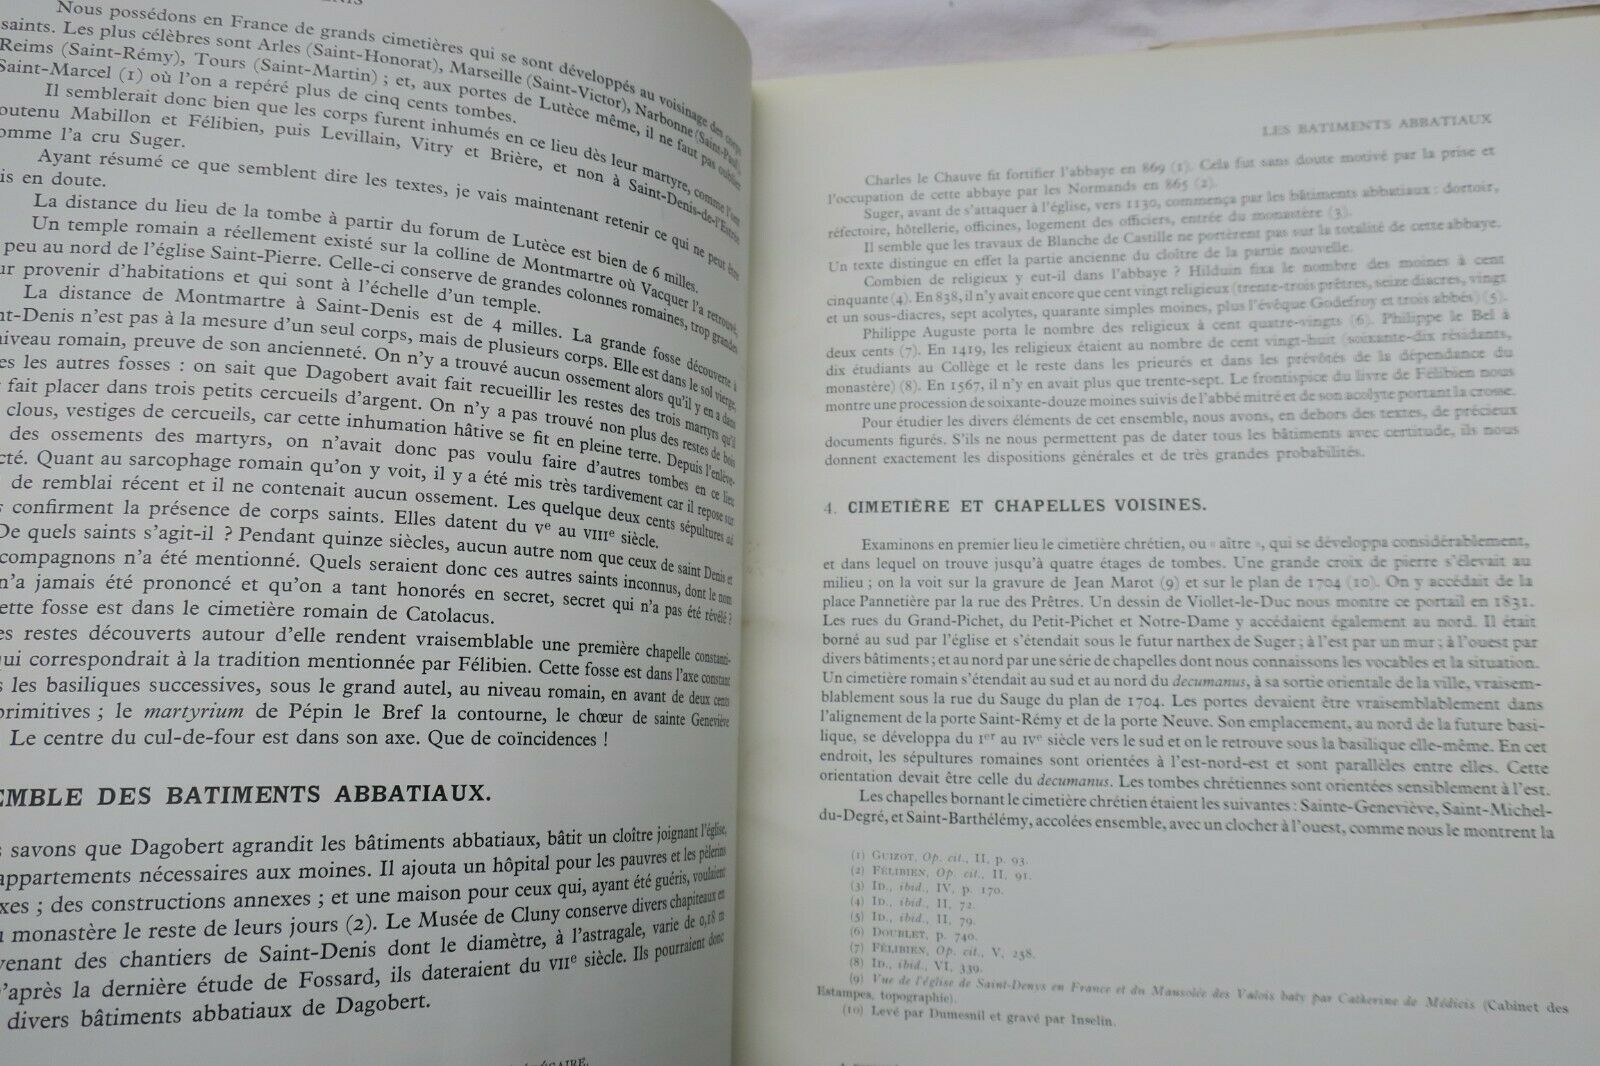 NIS
Nous possédons en France de grands cimetières qui se sont développés au voisinage des corps
saints. Les plus célèbres sont Arles (Saint-Honorat), Marseille (Saint-Victor), Narbonne (Saint-Paul),
Reims (Saint-Rémy), Tours (Saint-Martin) ; et, aux portes de Lutèce même, il ne faut pas oublier
Saint-Marcel (1) où l'on a repéré plus de cinq cents tombes.
Il semblerait donc bien que les corps furent inhumés en ce lieu dès leur martyre, comme l'ont
outenu Mabillon et Félibien, puis Levillain, Vitry et Brière, et non à Saint-Denis-de-l'Estrée
omme l'a cru Suger.
Ayant résumé ce que semblent dire les textes, je vais maintenant retenir ce qui ne peut être
is en doute.
La distance du lieu de la tombe à partir du forum de Lutèce est bien de 6 milles.
Un temple romain a réellement existé sur la colline de Montmartre où Vacquer l'a retrouvé,
peu au nord de l'église Saint-Pierre. Celle-ci conserve de grandes colonnes romaines, trop grandes
ur provenir d'habitations et qui sont à l'échelle d'un temple.
La distance de Montmartre à Saint-Denis est de 4 milles. La grande fosse découverte à
nt-Denis n'est pas à la mesure d'un seul corps, mais de plusieurs corps. Elle est dans le sol vierge,
niveau romain, preuve de son ancienneté. On n'y a trouvé aucun ossement alors qu'il y en a dans
es les autres fosses : on sait que Dagobert avait fait recueillir les restes des trois martyrs qu'il
fait placer dans trois petits cercueils d'argent. On n'y a pas trouvé non plus des restes de bois
clous, vestiges de cercueils, car cette inhumation hâtive se fit en pleine terre. Depuis l'enlève-
des ossements des martyrs, on n'avait donc pas voulu faire d'autres tombes en ce lieu
cté. Quant au sarcophage romain qu'on y voit, il y a été mis très tardivement car il repose sur
de remblai récent et il ne contenait aucun ossement. Les quelque deux cents sépultures ad
s confirment la présence de corps saints. Elles datent du Ve au VIIIe siècle.
De quels saints s'agit-il ? Pendant quinze siècles, aucun autre nom que ceux de saint Denis et
compagnons n'a été mentionné. Quels seraient donc ces autres saints inconnus, dont le nom
n'a jamais été prononcé et qu'on a tant honorés en secret, secret qui n'a pas été révélé ?
ette fosse est dans le cimetière romain de Catolacus.
es restes découverts autour d'elle rendent vraisemblable une première chapelle constanti-
ui correspondrait à la tradition mentionnée par Félibien. Cette fosse est dans l'axe constant
s les basiliques successives, sous le grand autel, au niveau romain, en avant de deux cents
primitives ; le martyrium de Pépin le Bref la contourne, le chœur de sainte Geneviève
Le centre du cul-de-four est dans son axe. Que de coïncidences !
EMBLE DES BATIMENTS ABBATIAUX.
s savons que Dagobert agrandit les bâtiments abbatiaux, bâtit un cloître joignant l'église,
appartements nécessaires aux moines. Il ajouta un hôpital pour les pauvres et les pèlerins
xes ; des constructions annexes ; et une maison pour ceux qui, ayant été guéris, voulaient
u monastère le reste de leurs jours (2). Le Musée de Cluny conserve divers chapiteaux en
venant des chantiers de Saint-Denis dont le diamètre, à l'astragale, varie de 0,18 m
'après la dernière étude de Fossard, ils dateraient du VIIe siècle. Ils pourraient donc
divers bâtiments abbatiaux de Dagobert.
LES BATIMENTS ABBATIAUX
Charles le Chauve fit fortifier l'abbaye en 869 (1). Cela fut sans doute motivé par la prise et
l'occupation de cette abbaye par les Normands en 865 (2).
Suger, avant de s'attaquer à l'église, vers 1130, commença par les bâtiments abbatiaux : dortoir,
réfectoire, hôtellerie, officines, logement des officiers, entrée du monastère (3).
Il semble que les travaux de Blanche de Castille ne portèrent pas sur la totalité de cette abbaye.
Un texte distingue en effet la partie ancienne du cloître de la partie nouvelle.
Combien de religieux y eut-il dans l'abbaye ? Hilduin fixa le nombre des moines à cent
cinquante (4). En 838, il n'y avait encore que cent vingt religieux (trente-trois prêtres, seize diacres, vingt
et un sous-diacres, sept acolytes, quarante simples moines, plus l'évêque Godefroy et trois abbés) (5).
Philippe Auguste porta le nombre des religieux à cent quatre-vingts (6). Philippe le Bel à
deux cents (7). En 1419, les religieux étaient au nombre de cent vingt-huit (soixante-dix résidants,
dix étudiants au Collège et le reste dans les prieurés et dans les prévôtés de la dépendance du
monastère) (8). En 1567, il n'y en avait plus que trente-sept. Le frontispice du livre de Félibien nous
montre une procession de soixante-douze moines suivis de l'abbé mitré et de son acolyte portant la crosse.
Pour étudier les divers éléments de cet ensemble, nous avons, en dehors des textes, de précieux
documents figurés. S'ils ne nous permettent pas de dater tous les bâtiments avec certitude, ils nous
donnent exactement les dispositions générales et de très grandes probabilités.
4. CIMETIÈRE ET CHAPELLES VOISINES.
Examinons en premier lieu le cimetière chrétien, ou « aître », qui se développa considérablement,
et dans lequel on trouve jusqu'à quatre étages de tombes. Une grande croix de pierre s'élevait au
milieu ; on la voit sur la gravure de Jean Marot (9) et sur le plan de 1704 (10). On y accédait de la
place Pannetière par la rue des Prêtres. Un dessin de Viollet-le-Duc nous montre ce portail en 1831.
Les rues du Grand-Pichet, du Petit-Pichet et Notre-Dame y accédaient également au nord. Il était
borné au sud par l'église et s'étendait sous le futur narthex de Suger ; à l'est par un mur ; à l'ouest par
divers bâtiments ; et au nord par une série de chapelles dont nous connaissons les vocables et la situation.
Un cimetière romain s'étendait au sud et au nord du decumanus, à sa sortie orientale de la ville, vraisem-
blablement sous la rue du Sauge du plan de 1704. Les portes devaient être vraisemblablement dans
l'alignement de la porte Saint-Rémy et de la porte Neuve. Son emplacement, au nord de la future basi-
lique, se développa du Ier au IVe siècle vers le sud et on le retrouve sous la basilique elle-même. En cet
endroit, les sépultures romaines sont orientées à l'est-nord-est et sont parallèles entre elles. Cette
orientation devait être celle du decumanus. Les tombes chrétiennes sont orientées sensiblement à l'est.
Les chapelles bornant le cimetière chrétien étaient les suivantes : Sainte-Geneviève, Saint-Michel-
du-Degré, et Saint-Barthélémy, accolées ensemble, avec un clocher à l'ouest, comme nous le montrent la
(1) GUIZOT, Op. cit., II, p. 93.
(2) FÉLIBIEN, Op. cit., II, 91.
(3) ID., ibid., IV, p. 170.
(4) ID., ibid., II, 72.
(5) ID., ibid., II, 79.
(6) DOUBLET, p. 740.
(7) FÉLIBIEN, Op. cit., V, 258.
(8) ID., ibid., VI, 339.
(9) Vue de l'église de Saint-Denys en France et du Mausolée des Valois baty par Catherine de Médicis (Cabinet des
Estampes, topographie).
(10) Levé par Dumesnil et gravé par Inselin.